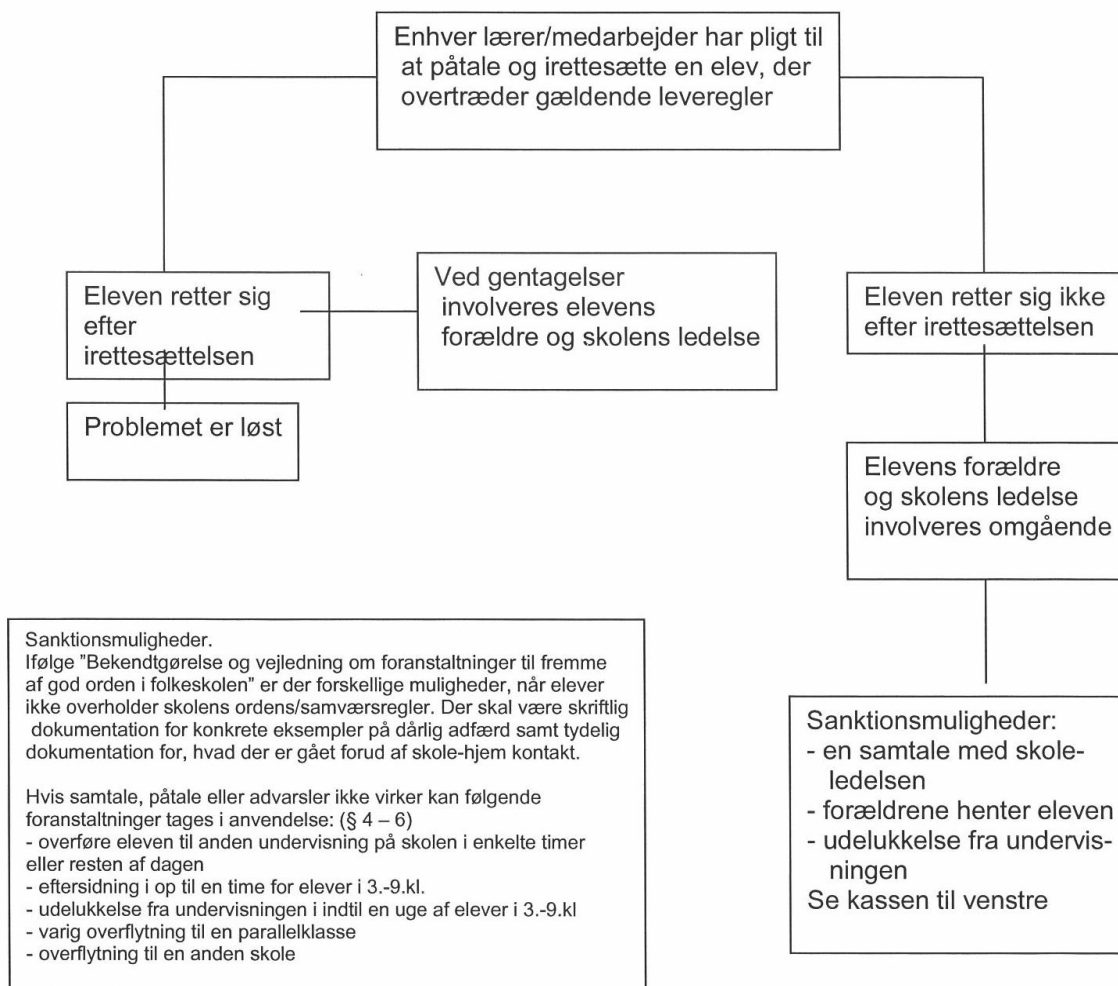 Enhver lærer/medarbejder har pligt til
at påtale og irettesætte en elev, der
overtræder gældende leveregler
Eleven retter sig
efter
irettesættelsen
Ved gentagelser
involveres elevens
forældre og skolens ledelse
Eleven retter sig ikke
efter irettesættelsen
Problemet er løst
Elevens forældre
og skolens ledelse
involveres omgående
Sanktionsmuligheder.
Ifølge "Bekendtgørelse og vejledning om foranstaltninger til fremme
af god orden i folkeskolen" er der forskellige muligheder, når elever
ikke overholder skolens ordens/samværsregler. Der skal være skriftlig
dokumentation for konkrete eksempler på dårlig adfærd samt tydelig
dokumentation for, hvad der er gået forud af skole-hjem kontakt.
Hvis samtale, påtale eller advarsler ikke virker kan følgende
foranstaltninger tages i anvendelse: (§ 4 – 6)
- overføre eleven til anden undervisning på skolen i enkelte timer
eller resten af dagen
- eftersidning i op til en time for elever i 3.-9.kl.
- udelukkelse fra undervisningen i indtil en uge af elever i 3.-9.kl
- varig overflytning til en parallelklasse
- overflytning til en anden skole
Sanktionsmuligheder:
- en samtale med skole-
ledelsen
- forældrene henter eleven
- udelukkelse fra undervis-
ningen
Se kassen til venstre